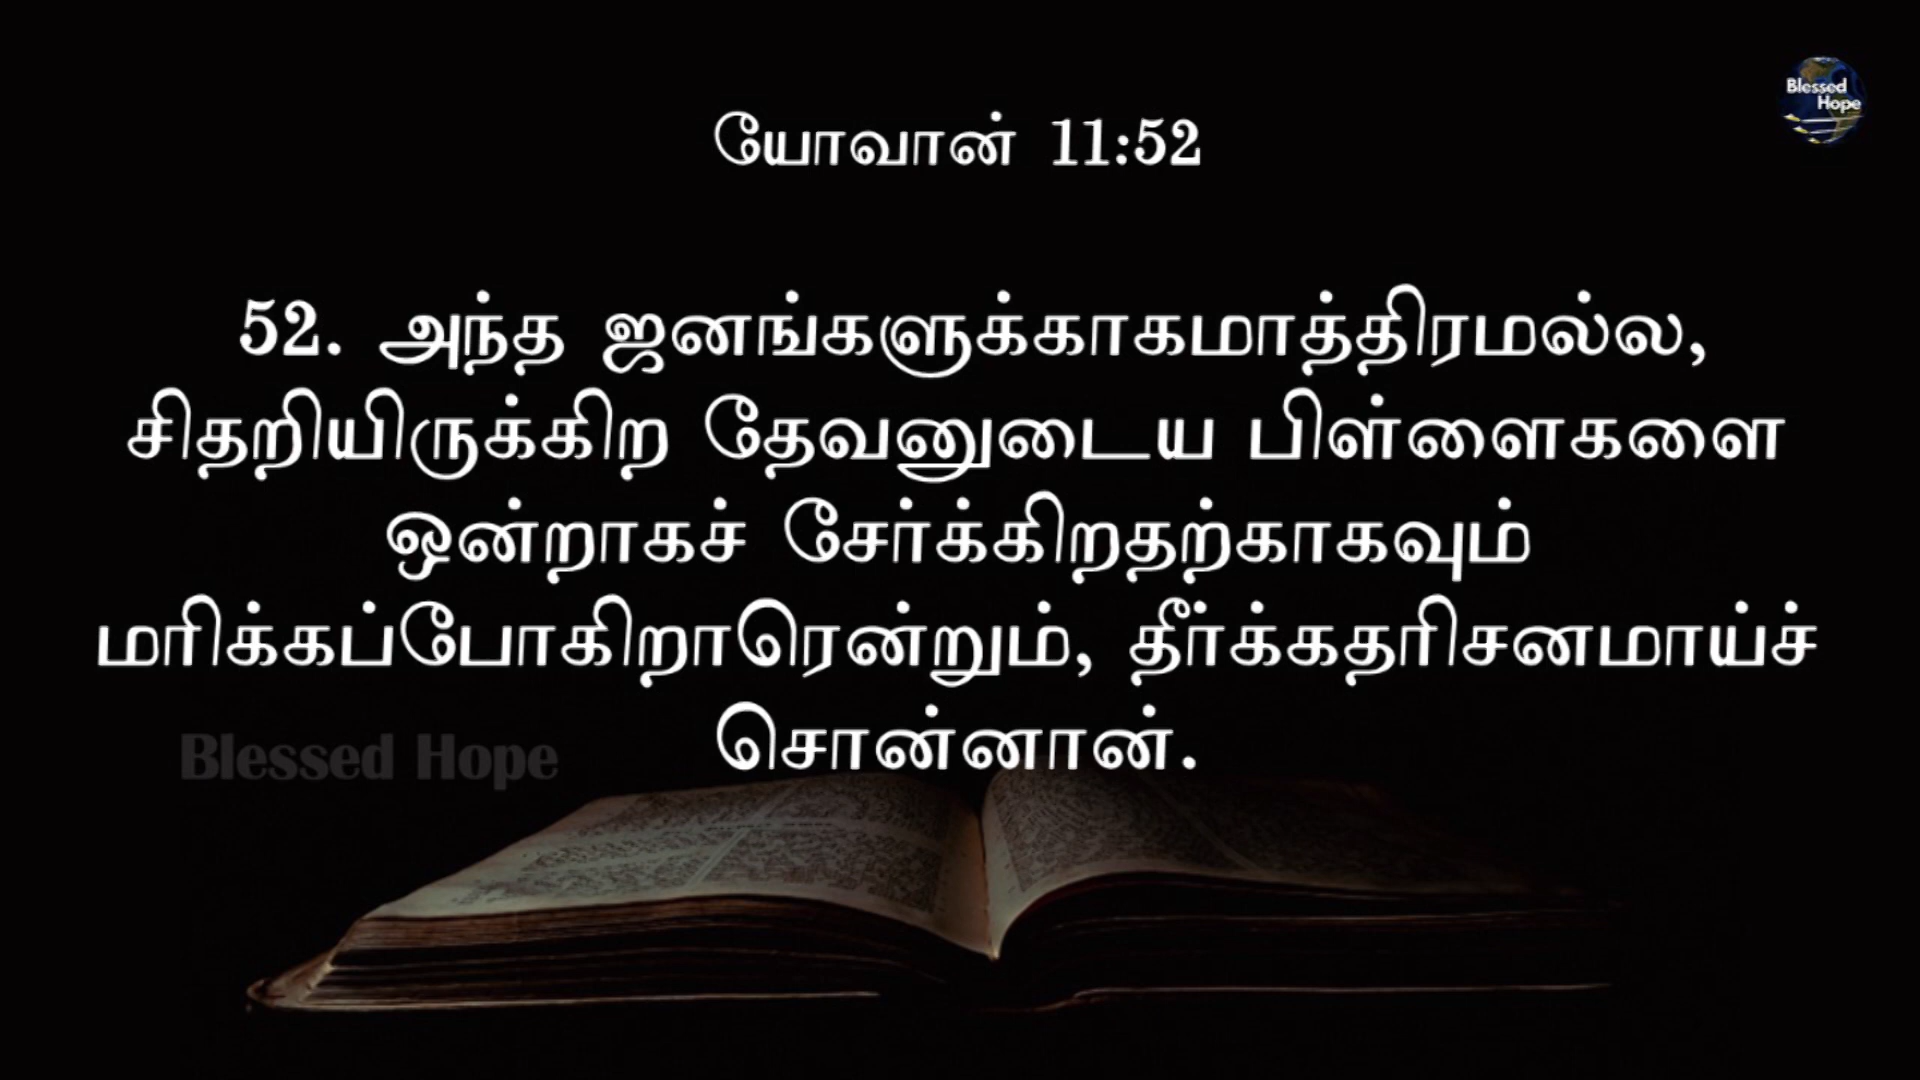 Blessed
Hope
யோவான் 11:52
52. அந்த ஜனங்களுக்காகமாத்திரமல்ல,
சிதறியிருக்கிற தேவனுடைய பிள்ளைகளை
ஒன்றாகச் சேர்க்கிறதற்காகவும்
மரிக்கப்போகிறாரென்றும், தீர்க்கதரிசனமாய்ச்
சொன்னான்.
Blessed Hope